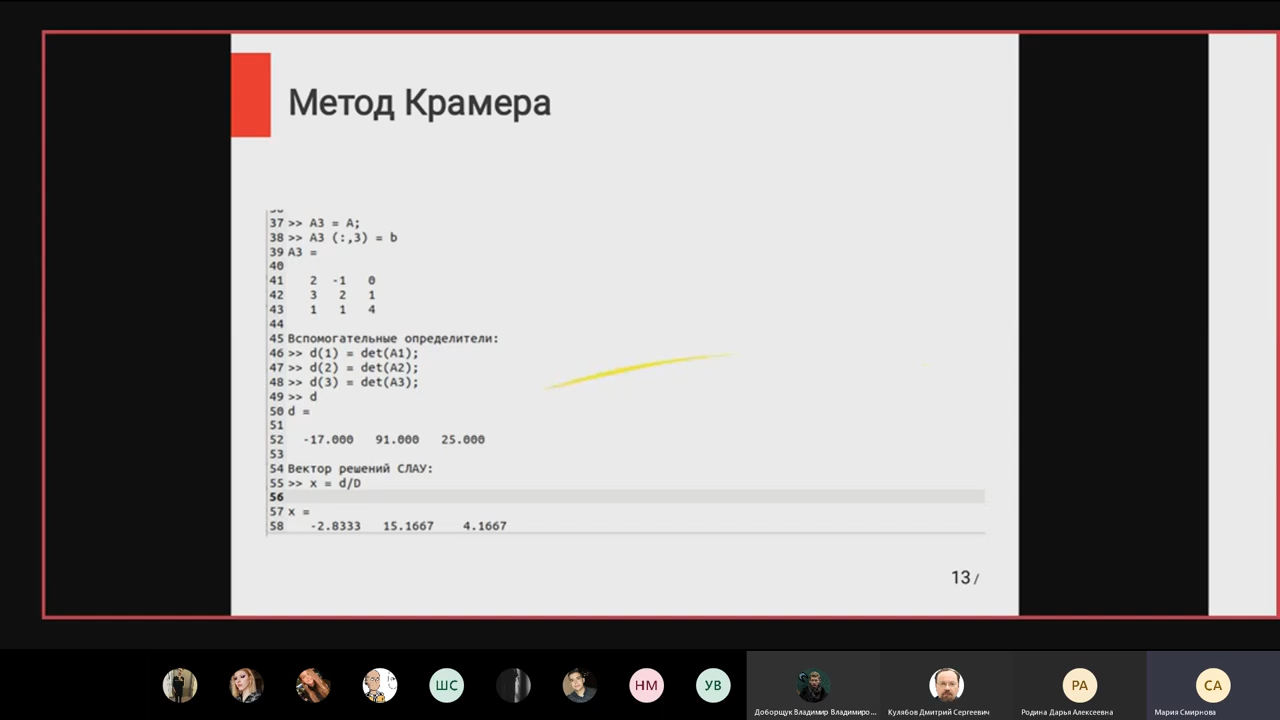 Метод Крамера
37 >> A3 = A;
38 >> A3 (:,3) = b
39 A3 =
40
41 2 -1 0
42 3 2 1
43 1 1 4
44
45 Вспомогательные определители:
46 >> d(1) = det(A1);
47 >> d(2) = det(A2);
48 >> d(3) = det(A3);
49 >> d
50 d =
51
52 -17.000 91.000 25.000
53
54 Вектор решений СЛАУ:
55 >> x = d/D
56
57 x =
58 -2.8333 15.1667 4.1667
13 /
ШС НМ УВ РА СА
Доборщук Владимир Владимиро... Кулябов Дмитрий Сергеевич Родина Дарья Алексеевна Мария Смирнова